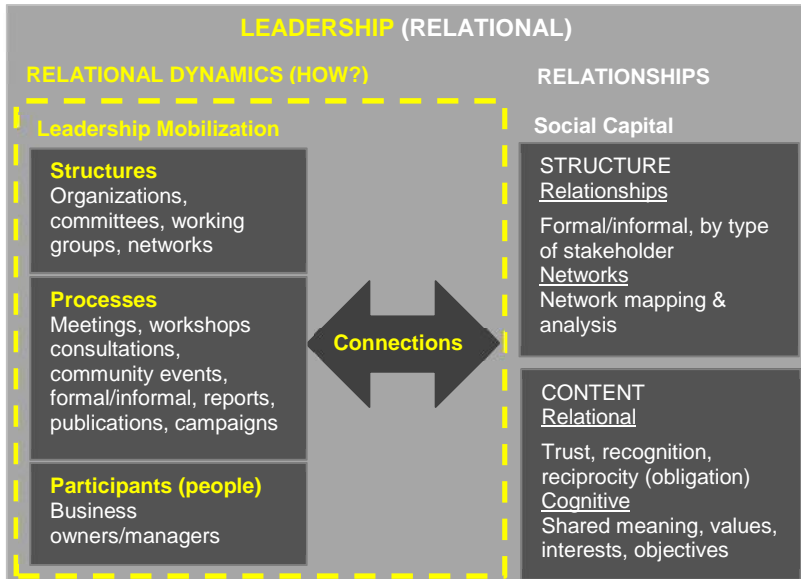 LEADERSHIP (RELATIONAL)
RELATIONAL DYNAMICS (HOW?)
Leadership Mobilization
Structures
Organizations,
committees, working
groups, networks
Processes
Meetings, workshops
consultations,
community events,
formal/informal, reports,
publications, campaigns
Participants (people)
Business
owners/managers
Connections
RELATIONSHIPS
Social Capital
STRUCTURE
Relationships
Formal/informal, by type
of stakeholder
Networks
Network mapping &
analysis
CONTENT
Relational
Trust, recognition,
reciprocity (obligation)
Cognitive
Shared meaning, values,
interests, objectives